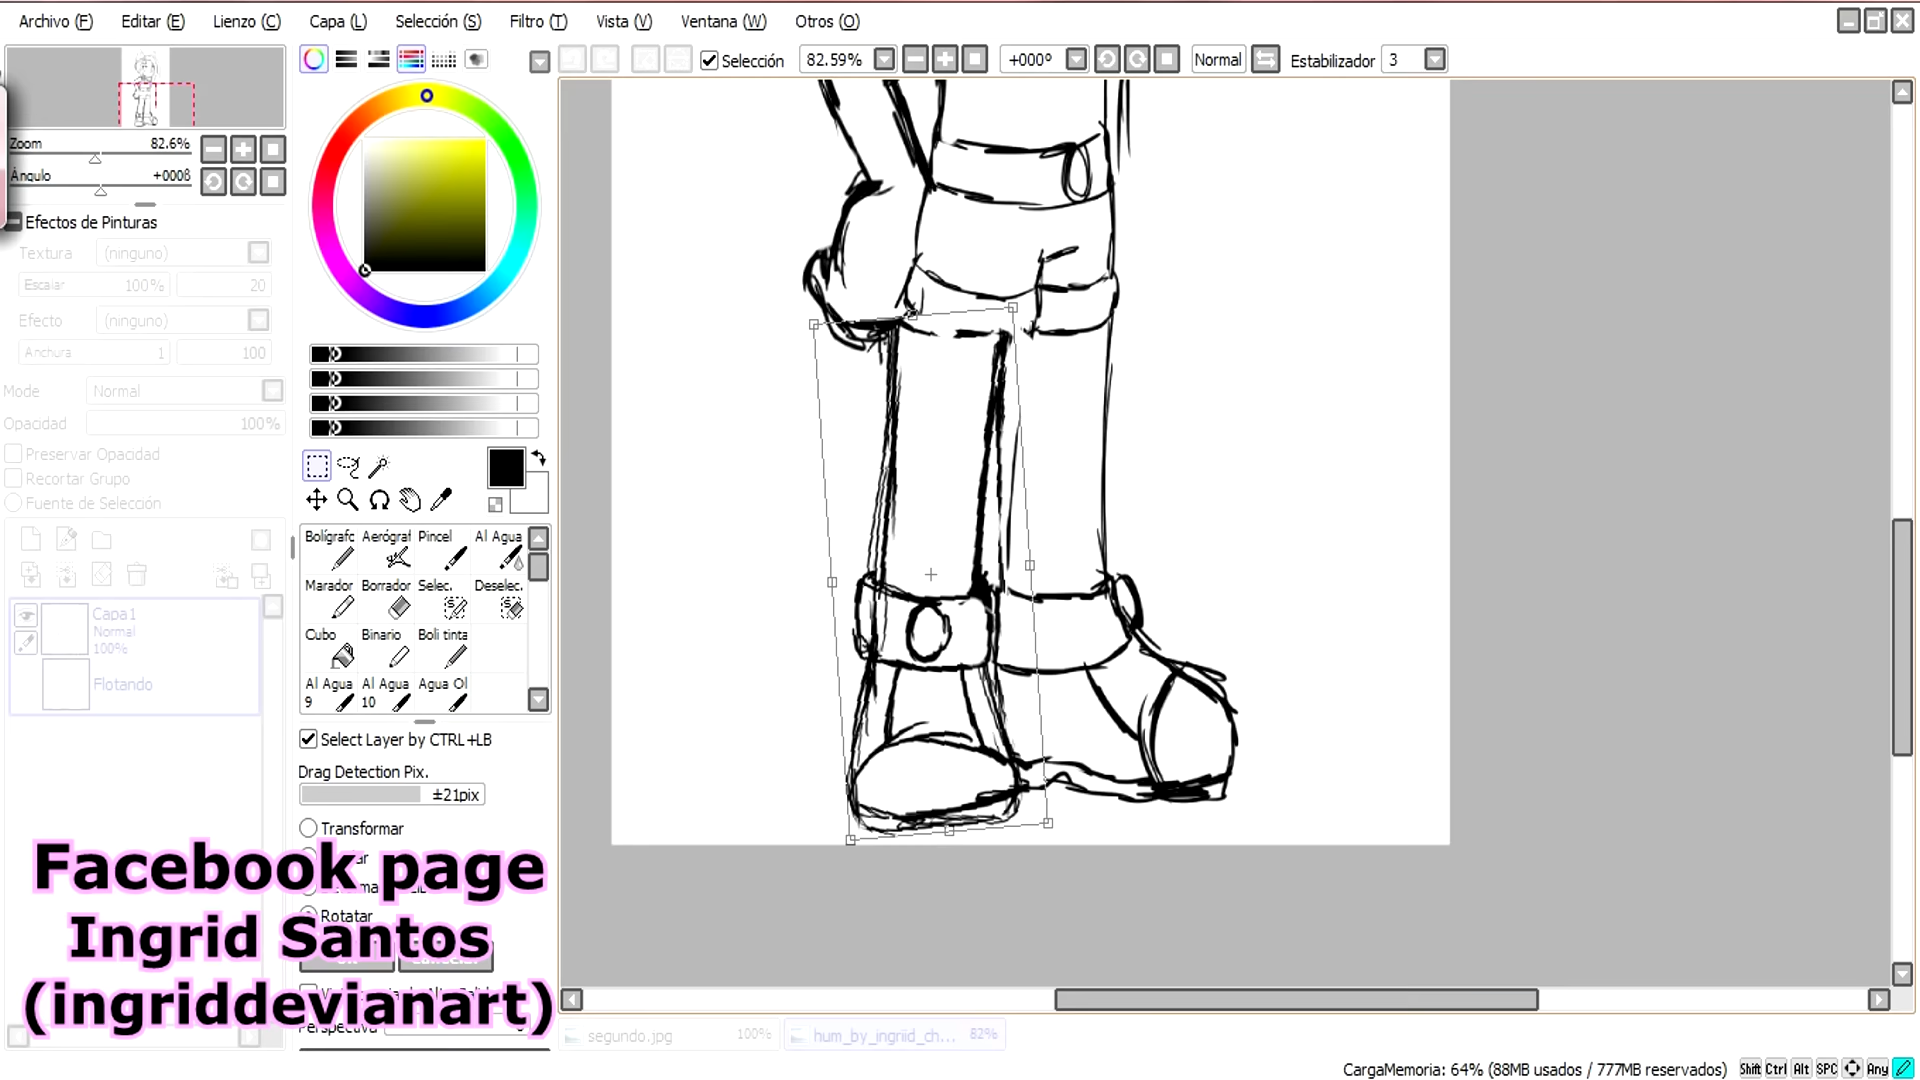 Archivo (F) Editar (E) Lienzo (C) Capa (L) Selección (S) Filtro (T) Vista (V) Ventana (W) Otros (O)
Selección 82.59% +000º Normal Estabilizador 3
Zoom 82.6%
Ángulo +000ß
Efectos de Pinturas
Textura (ninguno)
Escalar 100% 20
Efecto (ninguno)
Anchura 1 100
Mode Normal
Opacidad 100%
Preservar Opacidad
Recortar Grupo
Fuente de Selección
Capa1
Normal
100%
Flotando
Bolígrafc Aerógraf Pincel Al Agua
Marador Borrador Selec. Deselec.
Cubo Binario Boli tinta
Al Agua 9 Al Agua 10 Agua Ol
Select Layer by CTRL+LB
Drag Detection Pix.
±21pix
Transformar
Rotatar
Perspectiva
Facebook page
Ingrid Santos
(ingriddevianart)
segundo.jpg 100% hum_by_ingriid_ch... 82%
CargaMemoria: 64% (88MB usados / 777MB reservados) Shift Ctrl Alt SPC Any